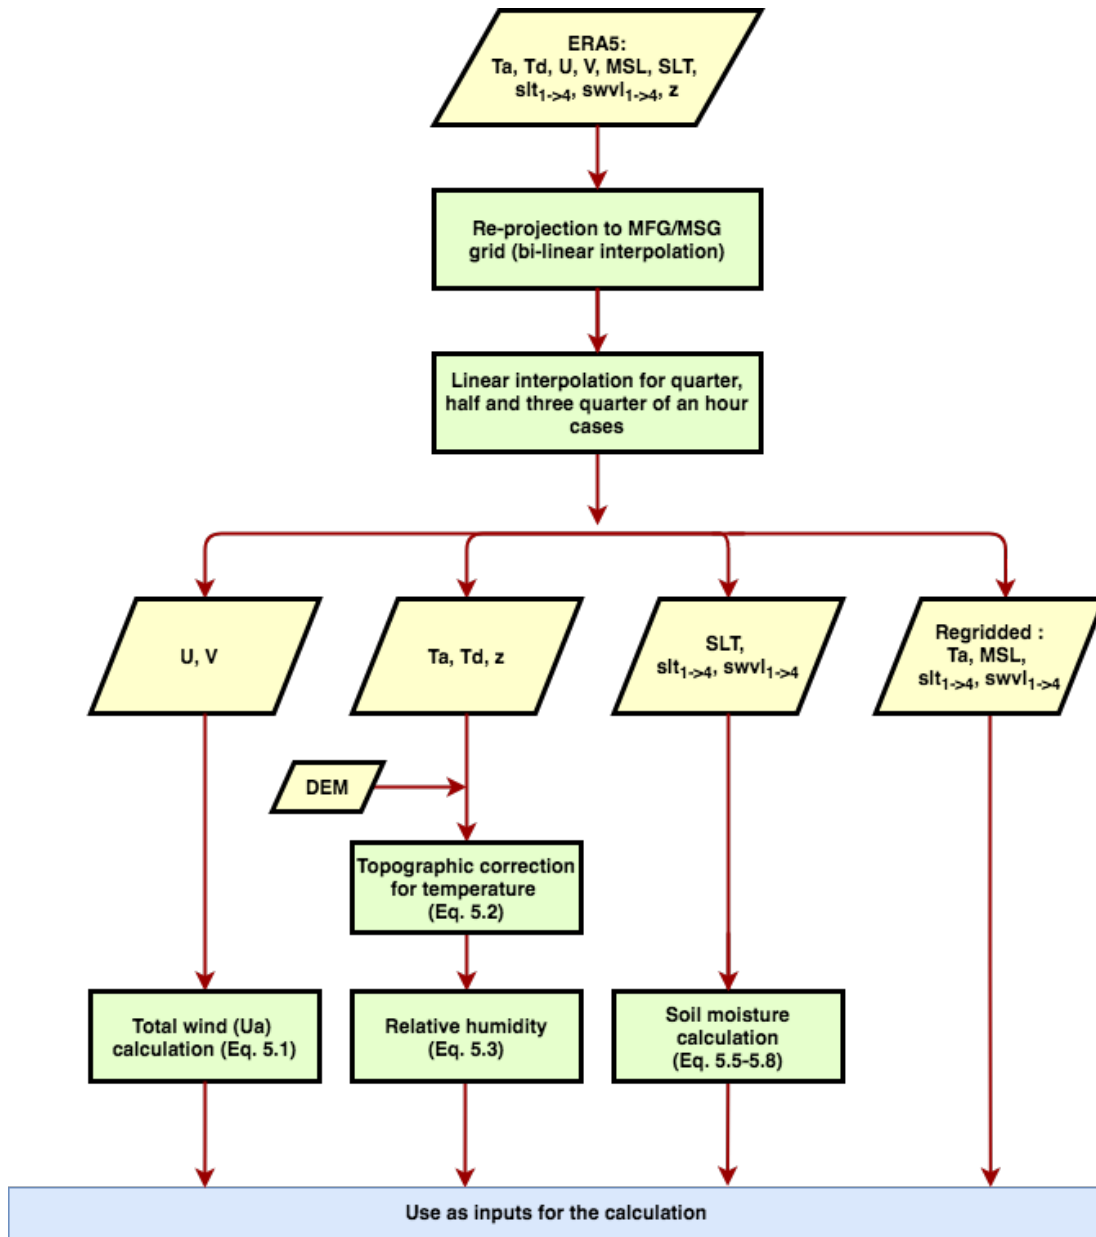 ERA5:
Ta, Td, U, V, MSL, SLT,
slt1->4, swvl1->4, z
Re-projection to MFG/MSG
grid (bi-linear interpolation)
Linear interpolation for quarter,
half and three quarter of an hour
cases
U, V
Ta, Td, z
SLT,
slt1->4, swvl1->4
Regridded :
Ta, MSL,
slt1->4, swvl1->4
DEM
Topographic correction
for temperature
(Eq. 5.2)
Total wind (Ua)
calculation (Eq. 5.1)
Relative humidity
(Eq. 5.3)
Soil moisture
calculation
(Eq. 5.5-5.8)
Use as inputs for the calculation